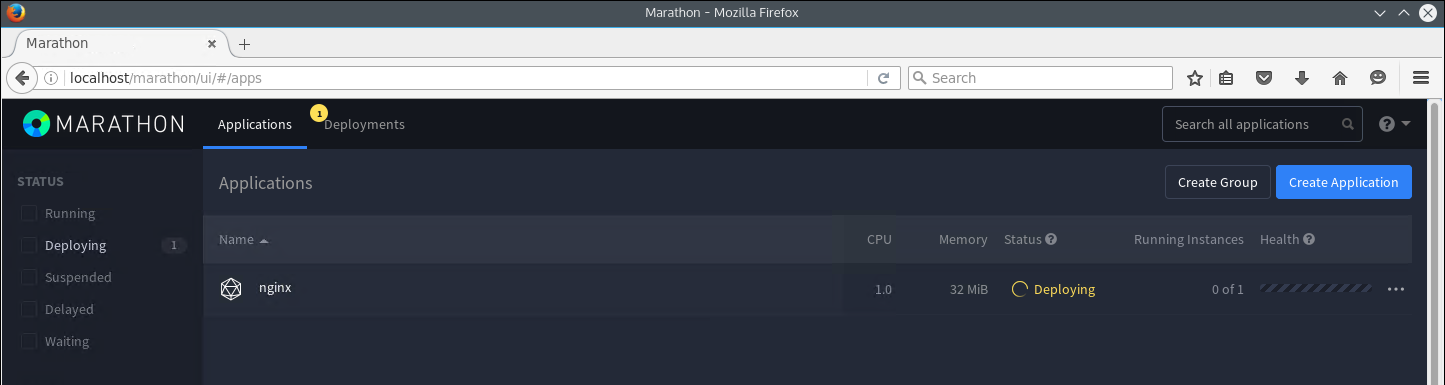 Marathon - Mozilla Firefox
Marathon
localhost/marathon/ui/#/apps
Search
MARATHON
Applications
1
Deployments
Search all applications
?
STATUS
Running
Deploying 1
Suspended
Delayed
Waiting
Applications
Create Group
Create Application
Name CPU Memory Status ? Running Instances Health ?
nginx 1.0 32 MiB Deploying 0 of 1